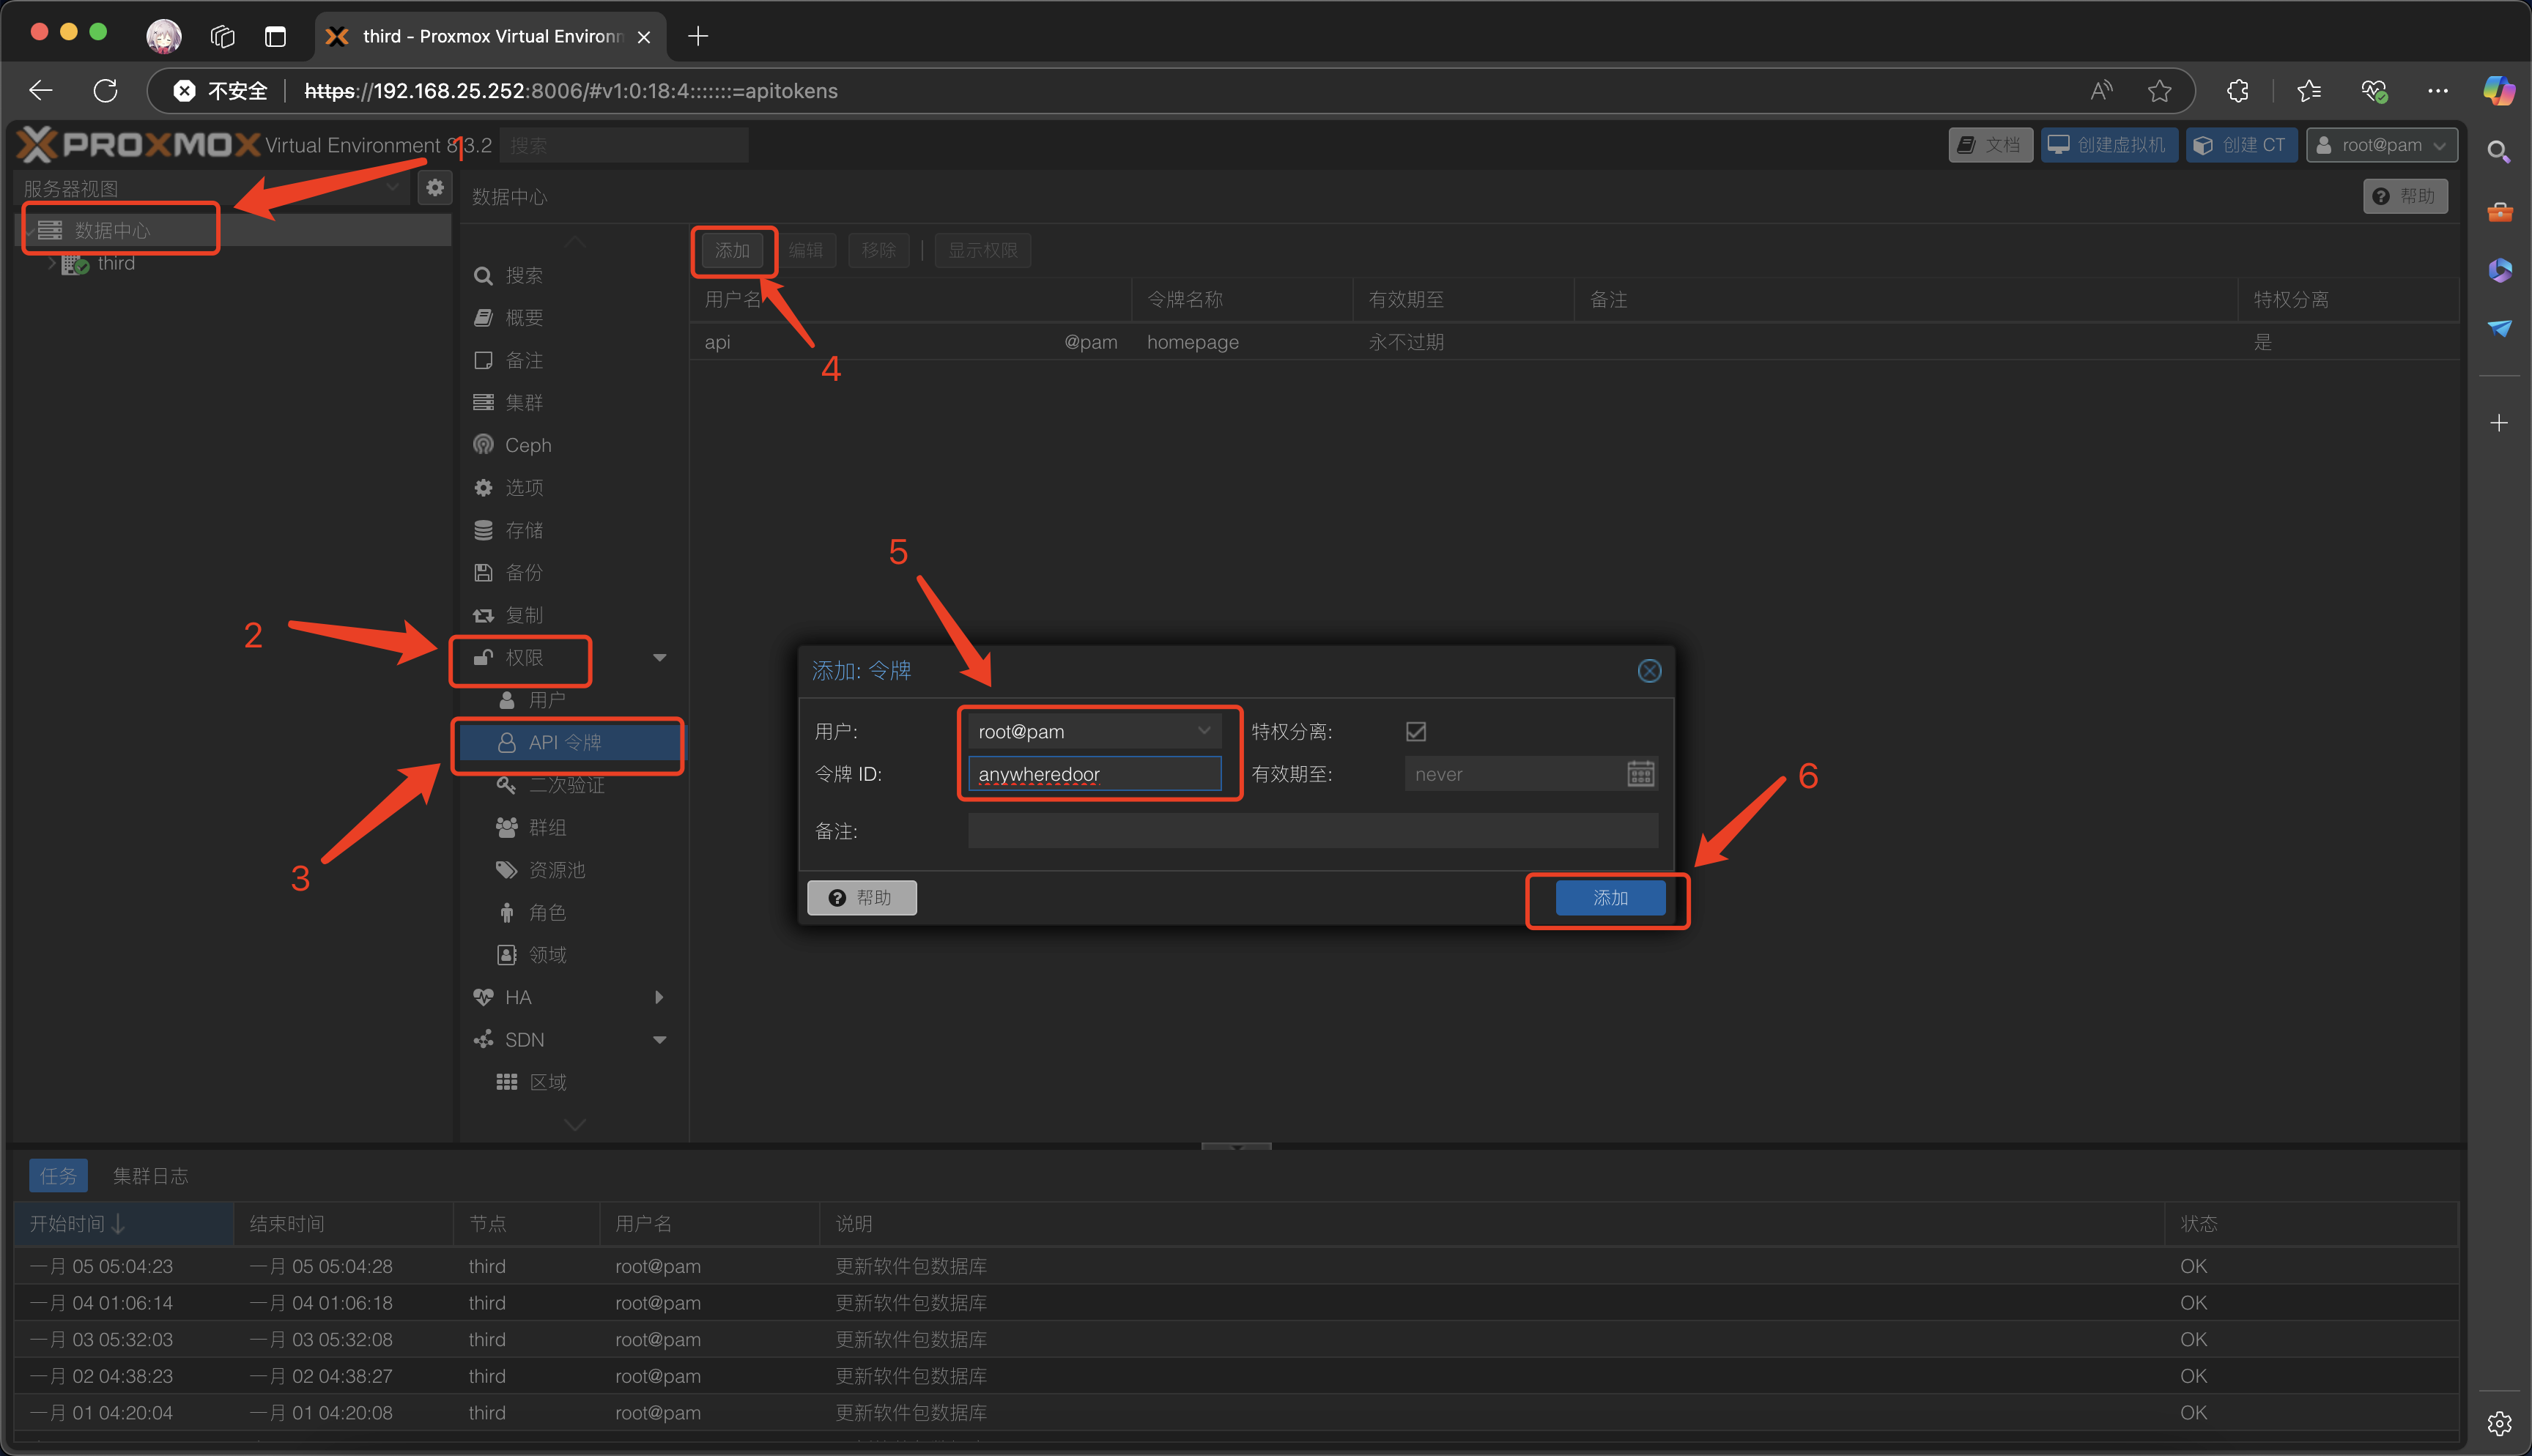 third - Proxmox Virtual Environm
不安全 https://192.168.25.252:8006/#v1:0:18:4:::::::=apitokens
PROXMOX Virtual Environment 8.3.2 搜索 文档 创建虚拟机 创建 CT root@pam
1
服务器视图
数据中心
third
数据中心 帮助
搜索
概要
备注
集群
Ceph
选项
存储
备份
复制
2
权限
用户
API 令牌
二次验证
3
群组
资源池
角色
领域
HA
SDN
区域
添加 编辑 移除 显示权限
用户名 令牌名称 有效期至 备注 特权分离
api @pam homepage 永不过期 是
4
5
添加: 令牌
用户: root@pam 特权分离:
令牌 ID: anywheredoor 有效期至: never
备注:
6
帮助 添加
任务 集群日志
开始时间 结束时间 节点 用户名 说明 状态
一月 05 05:04:23 一月 05 05:04:28 third root@pam 更新软件包数据库 OK
一月 04 01:06:14 一月 04 01:06:18 third root@pam 更新软件包数据库 OK
一月 03 05:32:03 一月 03 05:32:08 third root@pam 更新软件包数据库 OK
一月 02 04:38:23 一月 02 04:38:27 third root@pam 更新软件包数据库 OK
一月 01 04:20:04 一月 01 04:20:08 third root@pam 更新软件包数据库 OK